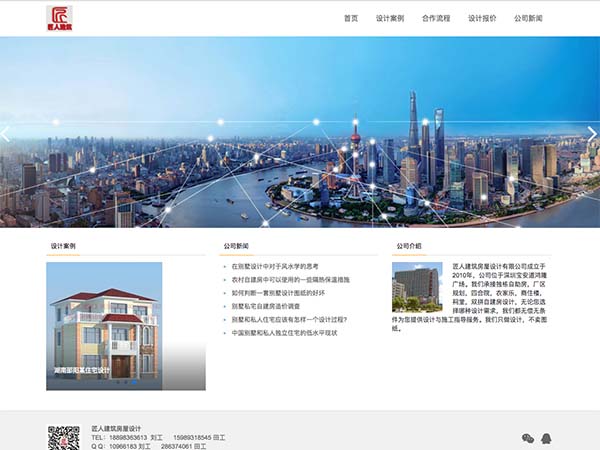 匠人建筑
首页 设计案例 合作流程 设计报价 公司新闻
设计案例
湖南邵阳某住宅设计
公司新闻
在别墅设计中对于风水学的思考
农村自建房中可以使用的一些隔热保温措施
如何判断一套别墅设计图纸的好坏
别墅私宅自建房造价调查
别墅和私人住宅应该有怎样一个设计过程?
中国别墅和私人独立住宅的低水平现状
公司介绍
匠人建筑房屋设计有限公司成立于
2010年，公司位于深圳宝安道鸿隆
广场。我们承接独栋自助房，厂区
规划，四合院，农家乐，商住楼，
祠堂，双拼自建房设计，无论您选
择哪种设计需求，我们都无偿无条
件为您提供设计与施工指导服务。我们只做设计，不卖图
纸。
匠人建筑房屋设计
TEL：18898363613 刘工 15989318545 田工
Q Q：10966183 刘工 286374061 田工